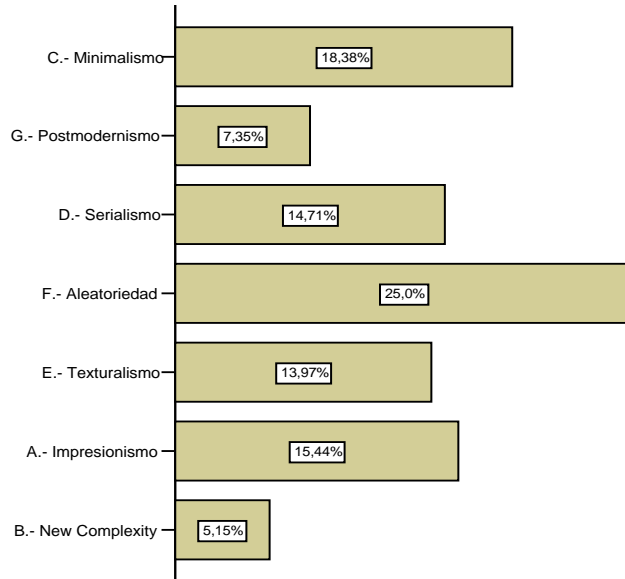 C.- Minimalismo 18,38%
G.- Postmodernismo 7,35%
D.- Serialismo 14,71%
F.- Aleatoriedad 25,0%
E.- Texturalismo 13,97%
A.- Impresionismo 15,44%
B.- New Complexity 5,15%